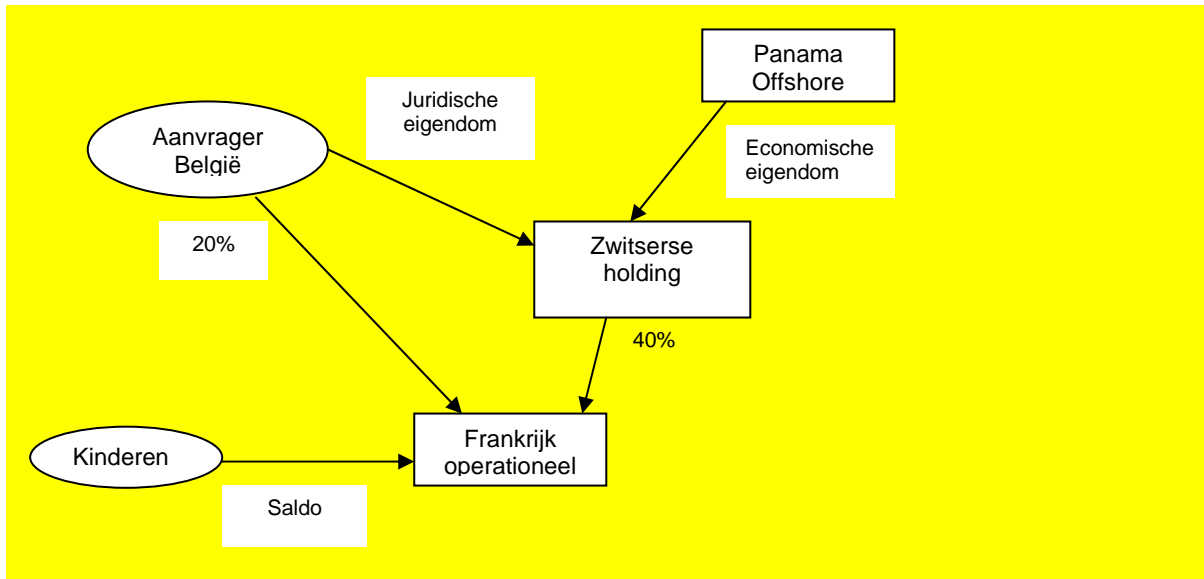 Panama
Offshore
Juridische
eigendom
Aanvrager
België
Economische
eigendom
20%
Zwitserse
holding
40%
Kinderen
Frankrijk
operationeel
Saldo